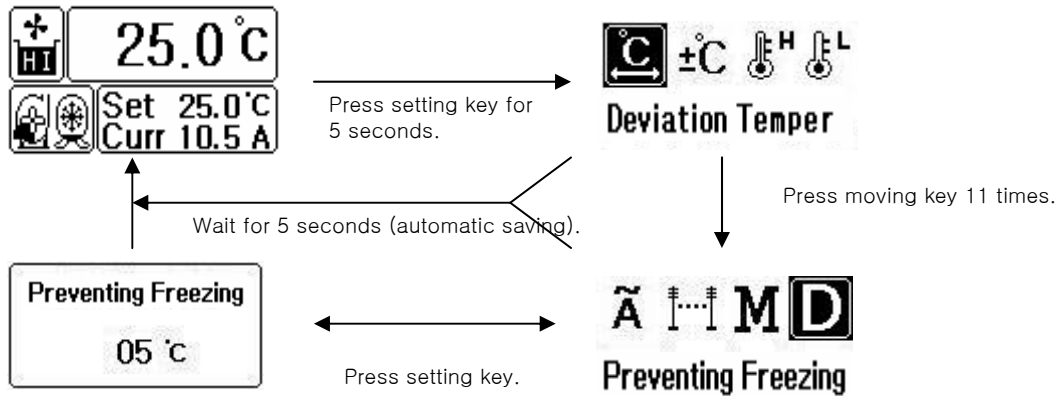 HI
25.0℃
Set 25.0℃
Curr 10.5 A
Press setting key for
5 seconds.
℃ ±℃ H L
Deviation Temper
Press moving key 11 times.
Wait for 5 seconds (automatic saving).
Preventing Freezing
05 ℃
Press setting key.
Ã M D
Preventing Freezing